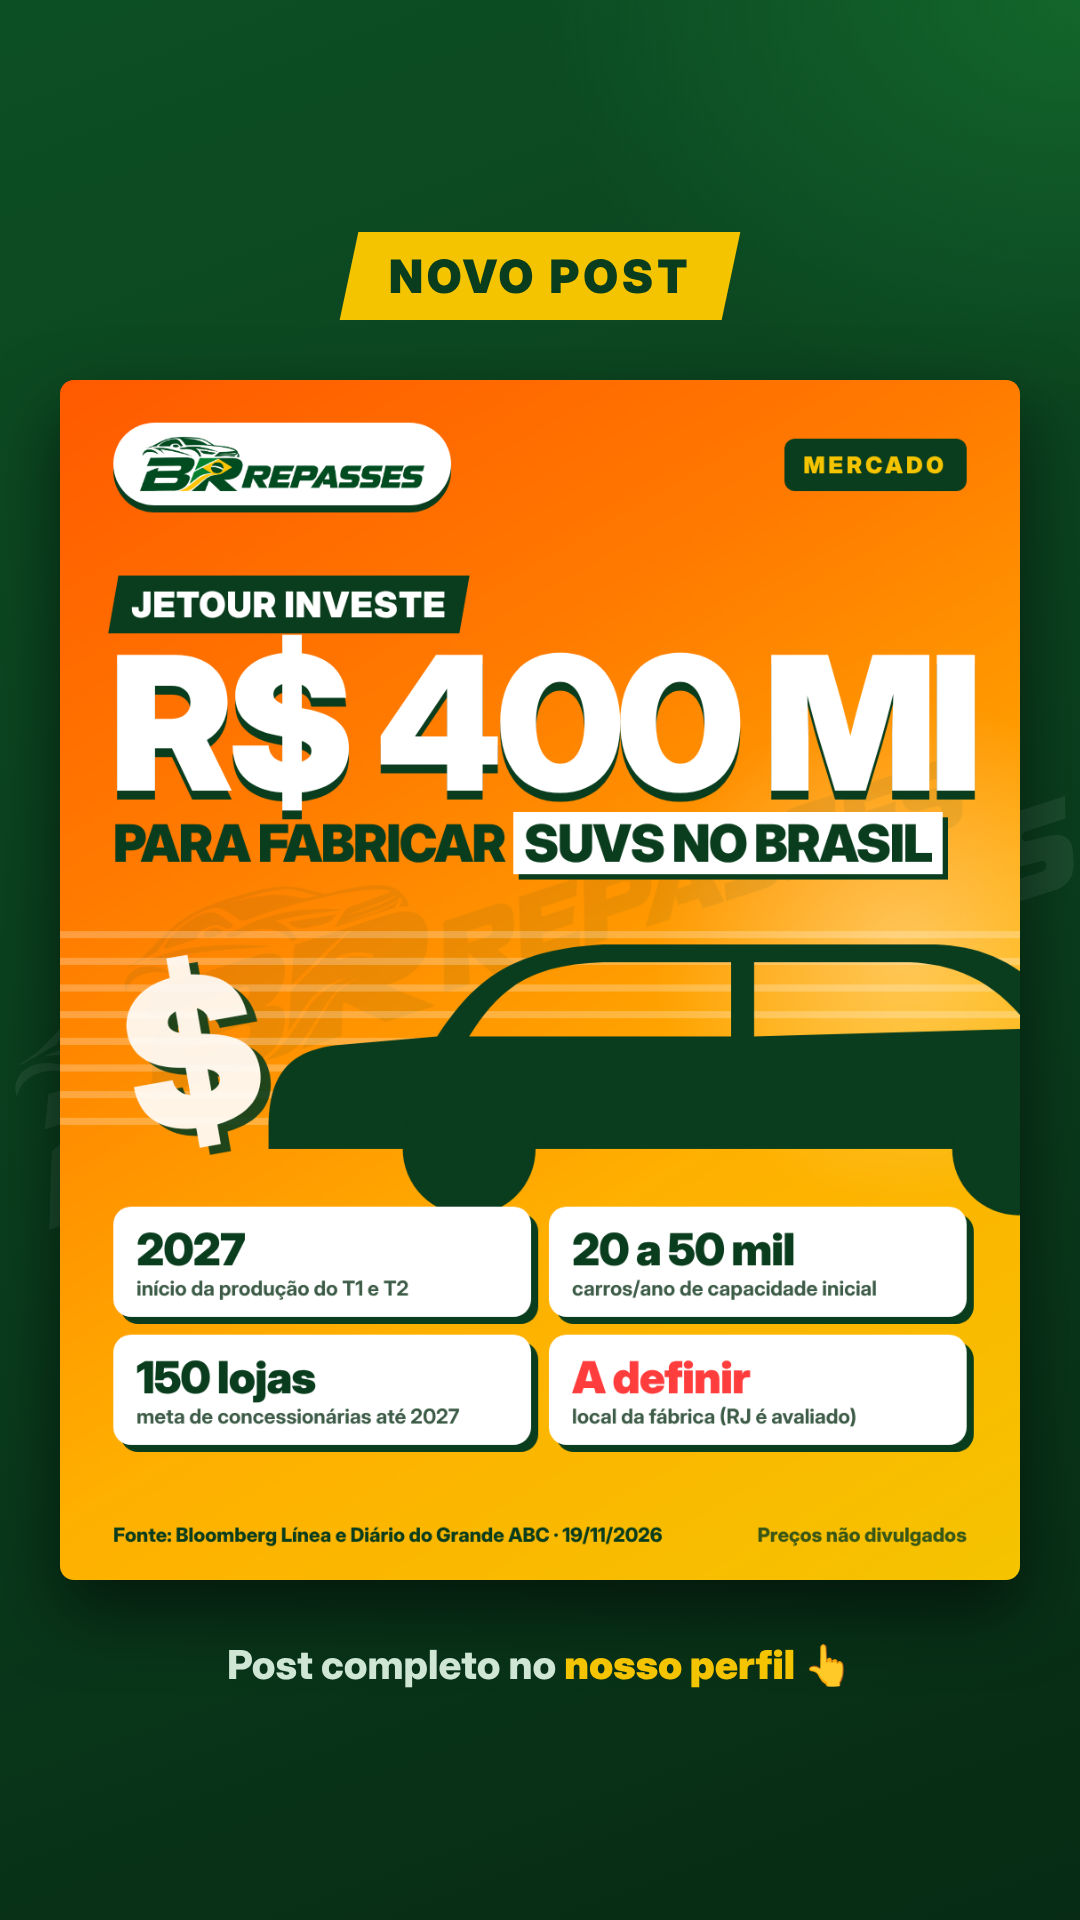 NOVO POST
BR REPASSES
MERCADO
JETOUR INVESTE
R$ 400 MI
PARA FABRICAR SUVS NO BRASIL
BR REPASSES
$
2027
início da produção do T1 e T2
20 a 50 mil
carros/ano de capacidade inicial
150 lojas
meta de concessionárias até 2027
A definir
local da fábrica (RJ é avaliado)
Fonte: Bloomberg Línea e Diário do Grande ABC · 19/11/2026
Preços não divulgados
Post completo no nosso perfil 👆